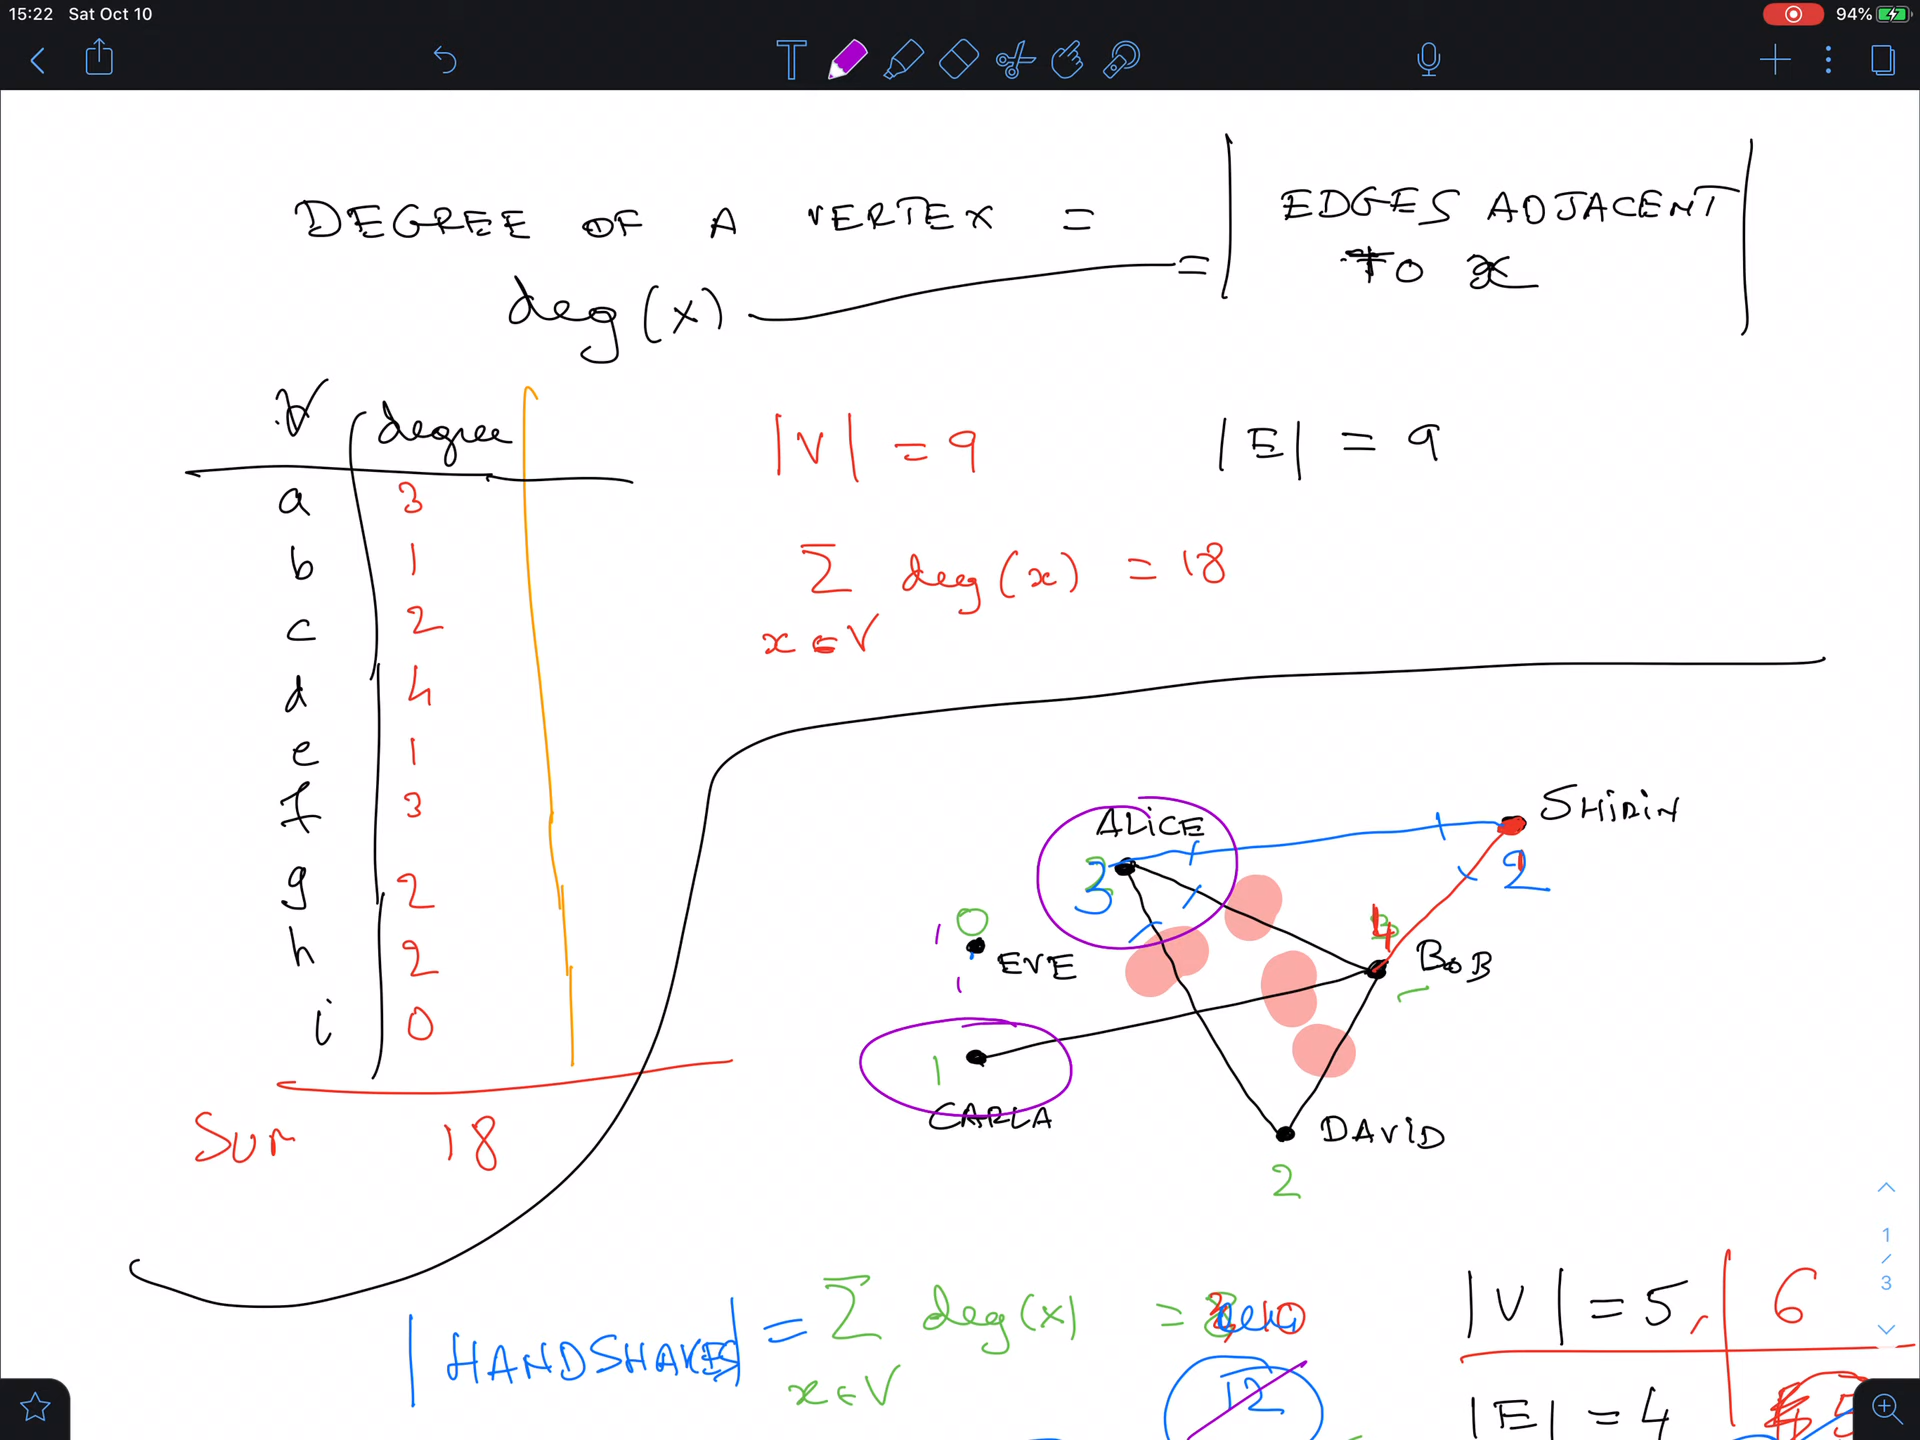 15:22 Sat Oct 10
94%
DEGREE OF A VERTEX =
EDGES ADJACENT
TO x
deg(x) =
V degree
a 3
b 1
c 2
d 4
e 1
f 3
g 2
h 2
i 0
Sum 18
|V| = 9
|E| = 9
∑ deg(x) = 18
x ∈ V
ALICE
3
SHIRIN
2
0
EVE
4
BOB
1
CARLA
DAVID
2
|HANDSHAKES| = ∑ deg(x) =
x ∈ V
12
|V| = 5, 6
|E| = 4 5
1
/
3